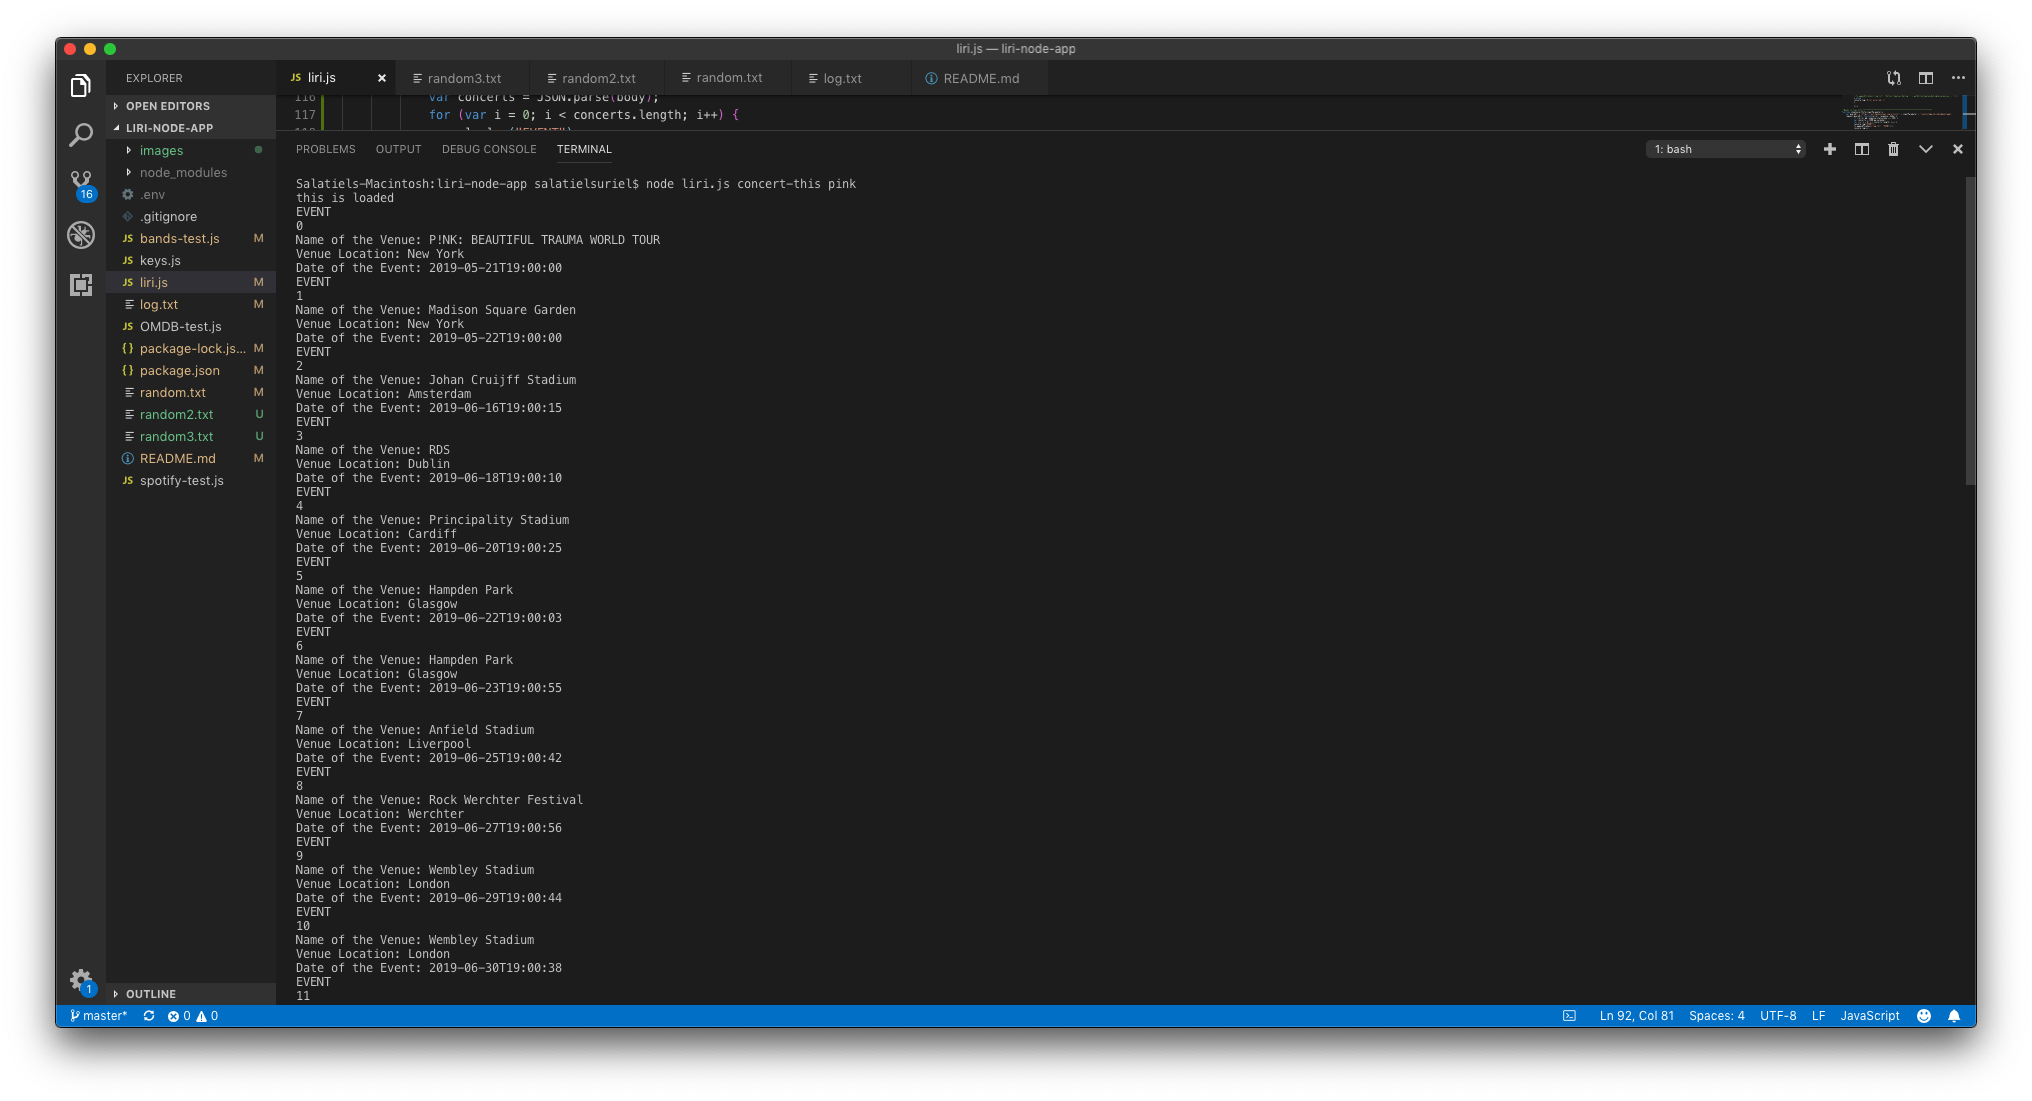 liri.js — liri-node-app
EXPLORER
OPEN EDITORS
LIRI-NODE-APP
images
node_modules
.env
.gitignore
JS bands-test.js M
JS keys.js
JS liri.js M
log.txt M
JS OMDB-test.js
{} package-lock.js... M
{} package.json M
random.txt M
random2.txt U
random3.txt U
README.md M
JS spotify-test.js
OUTLINE
16
1
JS liri.js × random3.txt random2.txt random.txt log.txt README.md
116 var concerts = JSON.parse(body);
117 for (var i = 0; i < concerts.length; i++) {
PROBLEMS OUTPUT DEBUG CONSOLE TERMINAL 1: bash
Salatiels-Macintosh:liri-node-app salatielsuriel$ node liri.js concert-this pink
this is loaded
EVENT
0
Name of the Venue: P!NK: BEAUTIFUL TRAUMA WORLD TOUR
Venue Location: New York
Date of the Event: 2019-05-21T19:00:00
EVENT
1
Name of the Venue: Madison Square Garden
Venue Location: New York
Date of the Event: 2019-05-22T19:00:00
EVENT
2
Name of the Venue: Johan Cruijff Stadium
Venue Location: Amsterdam
Date of the Event: 2019-06-16T19:00:15
EVENT
3
Name of the Venue: RDS
Venue Location: Dublin
Date of the Event: 2019-06-18T19:00:10
EVENT
4
Name of the Venue: Principality Stadium
Venue Location: Cardiff
Date of the Event: 2019-06-20T19:00:25
EVENT
5
Name of the Venue: Hampden Park
Venue Location: Glasgow
Date of the Event: 2019-06-22T19:00:03
EVENT
6
Name of the Venue: Hampden Park
Venue Location: Glasgow
Date of the Event: 2019-06-23T19:00:55
EVENT
7
Name of the Venue: Anfield Stadium
Venue Location: Liverpool
Date of the Event: 2019-06-25T19:00:42
EVENT
8
Name of the Venue: Rock Werchter Festival
Venue Location: Werchter
Date of the Event: 2019-06-27T19:00:56
EVENT
9
Name of the Venue: Wembley Stadium
Venue Location: London
Date of the Event: 2019-06-29T19:00:44
EVENT
10
Name of the Venue: Wembley Stadium
Venue Location: London
Date of the Event: 2019-06-30T19:00:38
EVENT
11
master* 0 0 Ln 92, Col 81 Spaces: 4 UTF-8 LF JavaScript